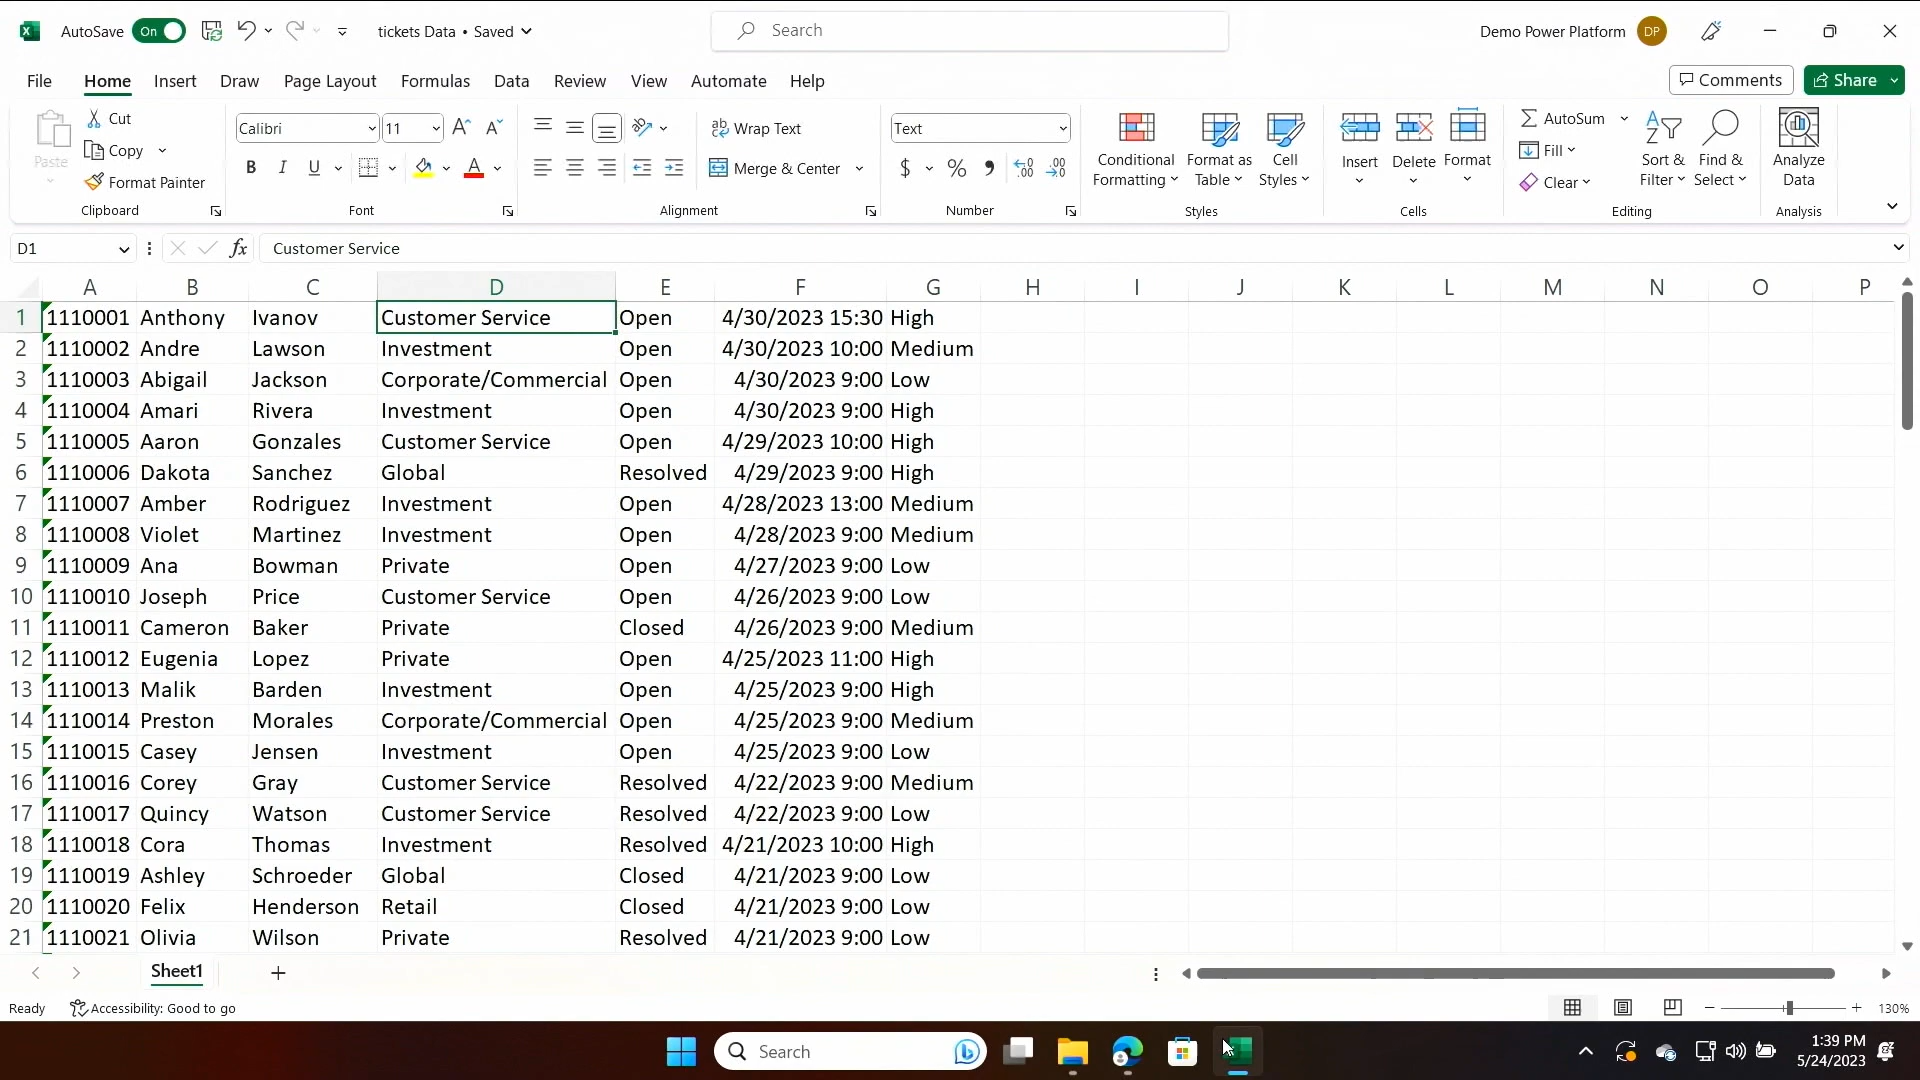 AutoSave On tickets Data • Saved Search Demo Power Platform DP
File Home Insert Draw Page Layout Formulas Data Review View Automate Help Comments Share
Paste Cut Copy Format Painter Clipboard
Calibri 11 B I U A Font
Wrap Text Merge & Center Alignment
Text $ % Number
Conditional Formatting Format as Table Cell Styles Styles
Insert Delete Format Cells
AutoSum Fill Clear Sort & Filter Find & Select Editing
Analyze Data Analysis
D1 fx Customer Service
A B C D E F G H I J K L M N O P
1 1110001 Anthony Ivanov Customer Service Open 4/30/2023 15:30 High
2 1110002 Andre Lawson Investment Open 4/30/2023 10:00 Medium
3 1110003 Abigail Jackson Corporate/Commercial Open 4/30/2023 9:00 Low
4 1110004 Amari Rivera Investment Open 4/30/2023 9:00 High
5 1110005 Aaron Gonzales Customer Service Open 4/29/2023 10:00 High
6 1110006 Dakota Sanchez Global Resolved 4/29/2023 9:00 High
7 1110007 Amber Rodriguez Investment Open 4/28/2023 13:00 Medium
8 1110008 Violet Martinez Investment Open 4/28/2023 9:00 Medium
9 1110009 Ana Bowman Private Open 4/27/2023 9:00 Low
10 1110010 Joseph Price Customer Service Open 4/26/2023 9:00 Low
11 1110011 Cameron Baker Private Closed 4/26/2023 9:00 Medium
12 1110012 Eugenia Lopez Private Open 4/25/2023 11:00 High
13 1110013 Malik Barden Investment Open 4/25/2023 9:00 High
14 1110014 Preston Morales Corporate/Commercial Open 4/25/2023 9:00 Medium
15 1110015 Casey Jensen Investment Open 4/25/2023 9:00 Low
16 1110016 Corey Gray Customer Service Resolved 4/22/2023 9:00 Medium
17 1110017 Quincy Watson Customer Service Resolved 4/22/2023 9:00 Low
18 1110018 Cora Thomas Investment Resolved 4/21/2023 10:00 High
19 1110019 Ashley Schroeder Global Closed 4/21/2023 9:00 Low
20 1110020 Felix Henderson Retail Closed 4/21/2023 9:00 Low
21 1110021 Olivia Wilson Private Resolved 4/21/2023 9:00 Low
Sheet1
Ready Accessibility: Good to go 130%
Search 1:39 PM
5/24/2023